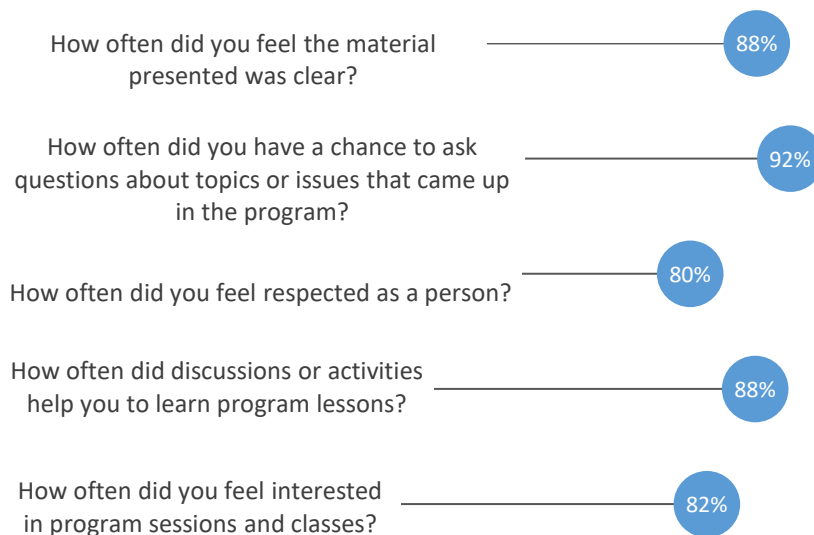 How often did you feel the material
presented was clear?
88%
How often did you have a chance to ask
questions about topics or issues that came up
in the program?
92%
How often did you feel respected as a person?
80%
How often did discussions or activities
help you to learn program lessons?
88%
How often did you feel interested
in program sessions and classes?
82%